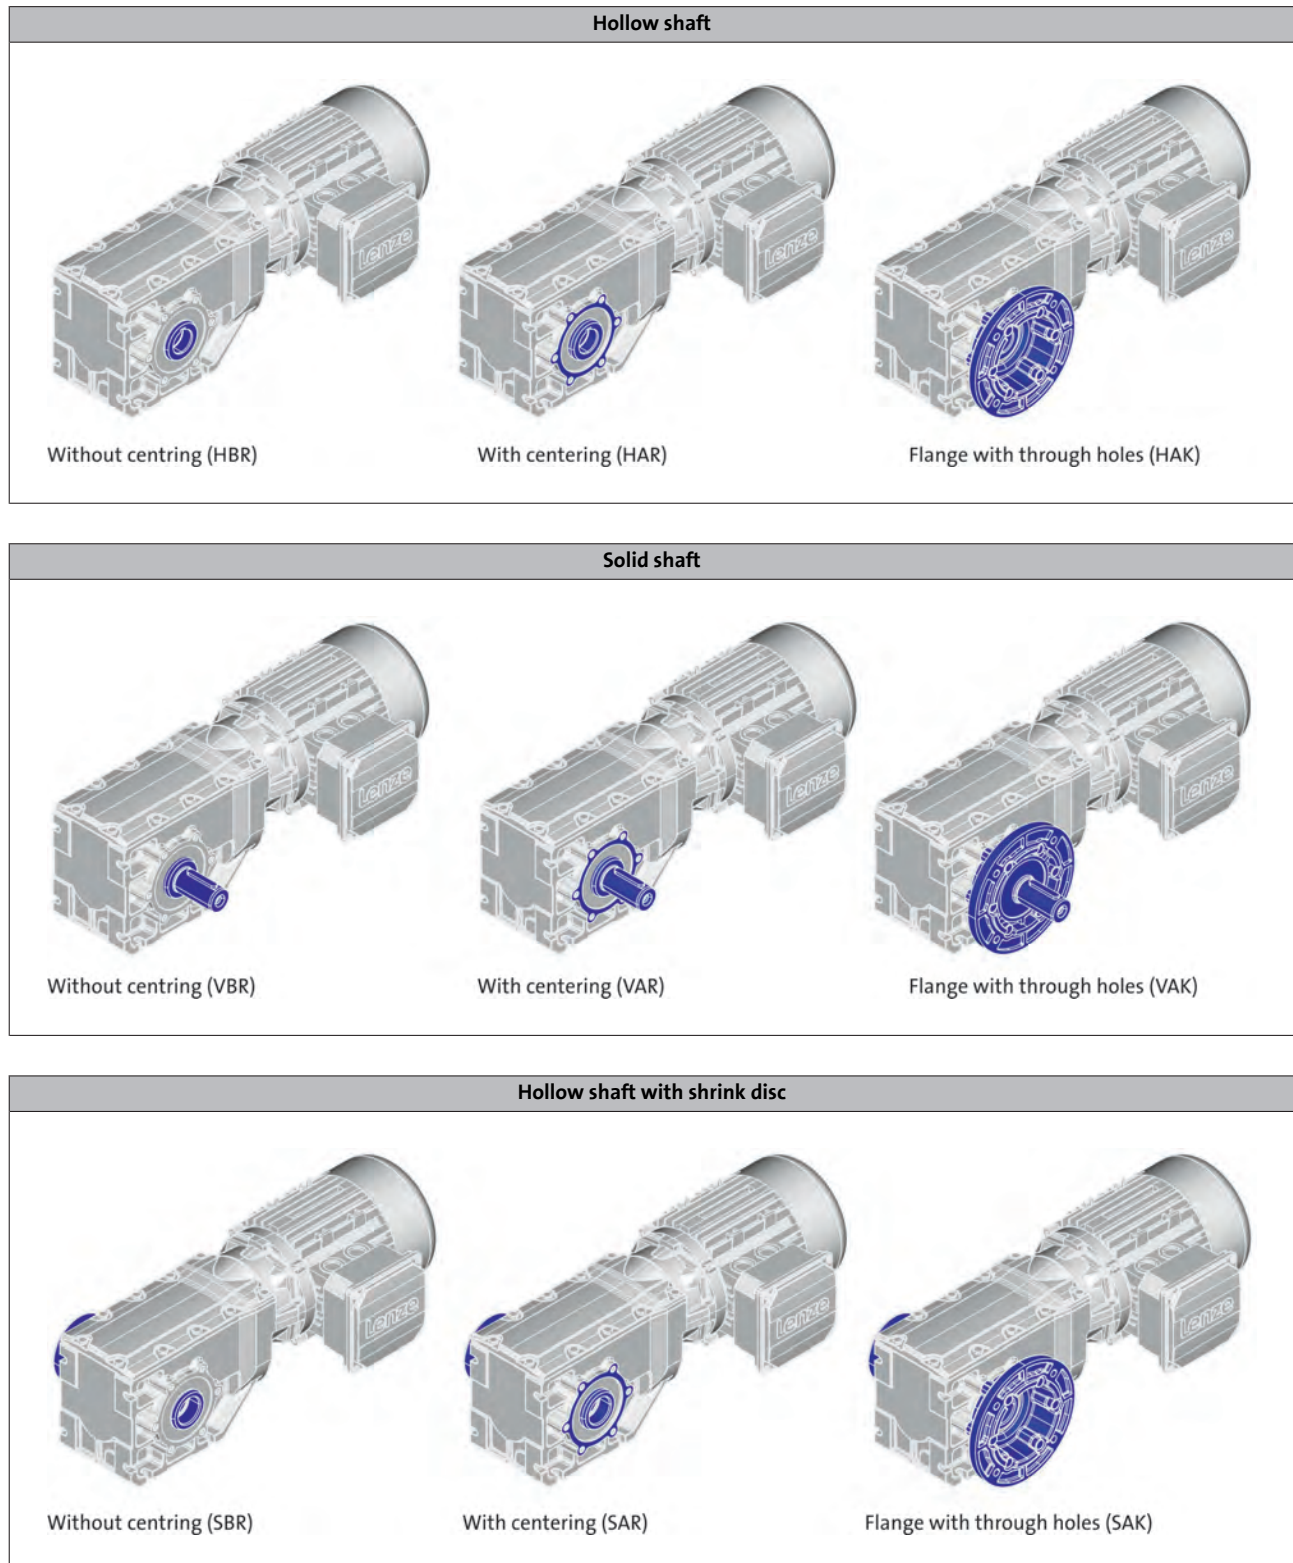 Hollow shaft
Lenze Lenze Lenze
Without centring (HBR) With centering (HAR) Flange with through holes (HAK)
Solid shaft
Lenze Lenze Lenze
Without centring (VBR) With centering (VAR) Flange with through holes (VAK)
Hollow shaft with shrink disc
Lenze Lenze Lenze
Without centring (SBR) With centering (SAR) Flange with through holes (SAK)